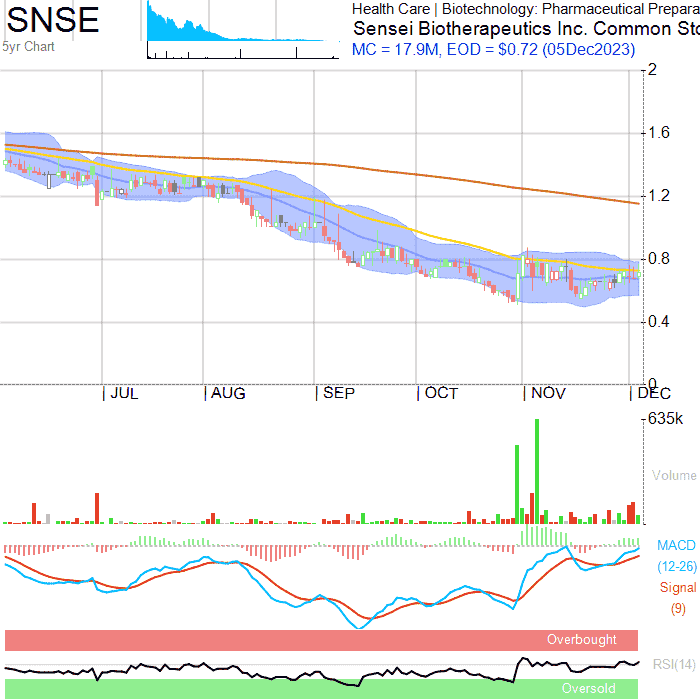 SNSE
5yr Chart
Health Care | Biotechnology: Pharmaceutical Prepara
Sensei Biotherapeutics Inc. Common Sto
MC = 17.9M, EOD = $0.72 (05Dec2023)
2
1.6
1.2
0.8
0.4
0
JUL
AUG
SEP
OCT
NOV
DEC
635k
Volume
MACD
(12-26)
Signal
(9)
Overbought
RSI(14)
Oversold